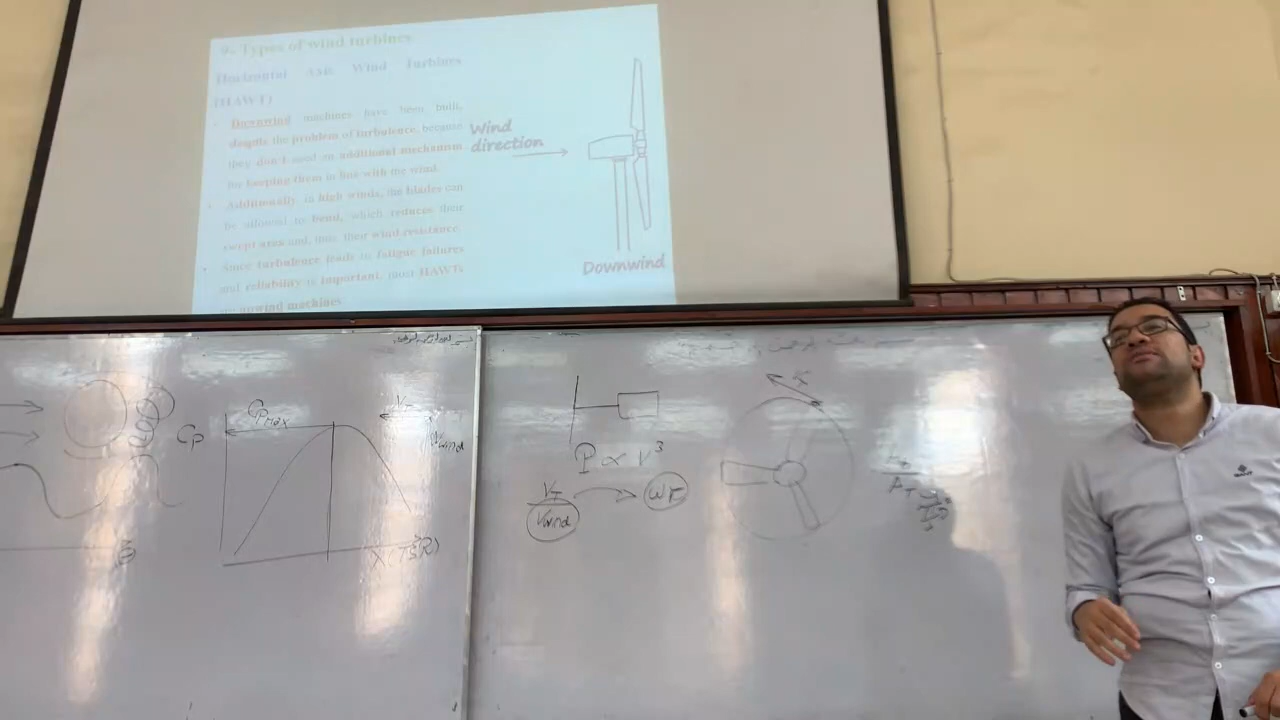 9- Types of wind turbines
Horizontal Axis Wind Turbines
(HAWT)
Downwind machines have been built,
despite the problem of turbulence, because
they don't need an additional mechanism
for keeping them in line with the wind.
Additionally, in high winds, the blades can
be allowed to bend, which reduces their
swept area and, thus, their wind resistance.
Since turbulence leads to fatigue failures
and reliability is important, most HAWTs
upwind machines
Wind
direction
Downwind
CP
CPMax
VT
Vwind
X (TSR)
P ∝ V³
VT
Vwind
GIANT